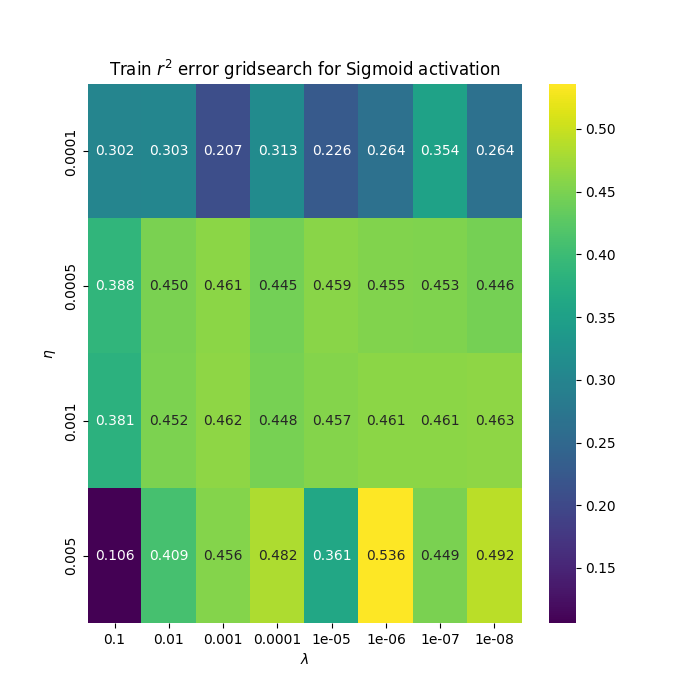 Train r² error gridsearch for Sigmoid activation
0.0001 0.302 0.303 0.207 0.313 0.226 0.264 0.354 0.264
0.0005 0.388 0.450 0.461 0.445 0.459 0.455 0.453 0.446
η
0.001 0.381 0.452 0.462 0.448 0.457 0.461 0.461 0.463
0.005 0.106 0.409 0.456 0.482 0.361 0.536 0.449 0.492
0.1 0.01 0.001 0.0001 1e-05 1e-06 1e-07 1e-08
λ
0.50
0.45
0.40
0.35
0.30
0.25
0.20
0.15